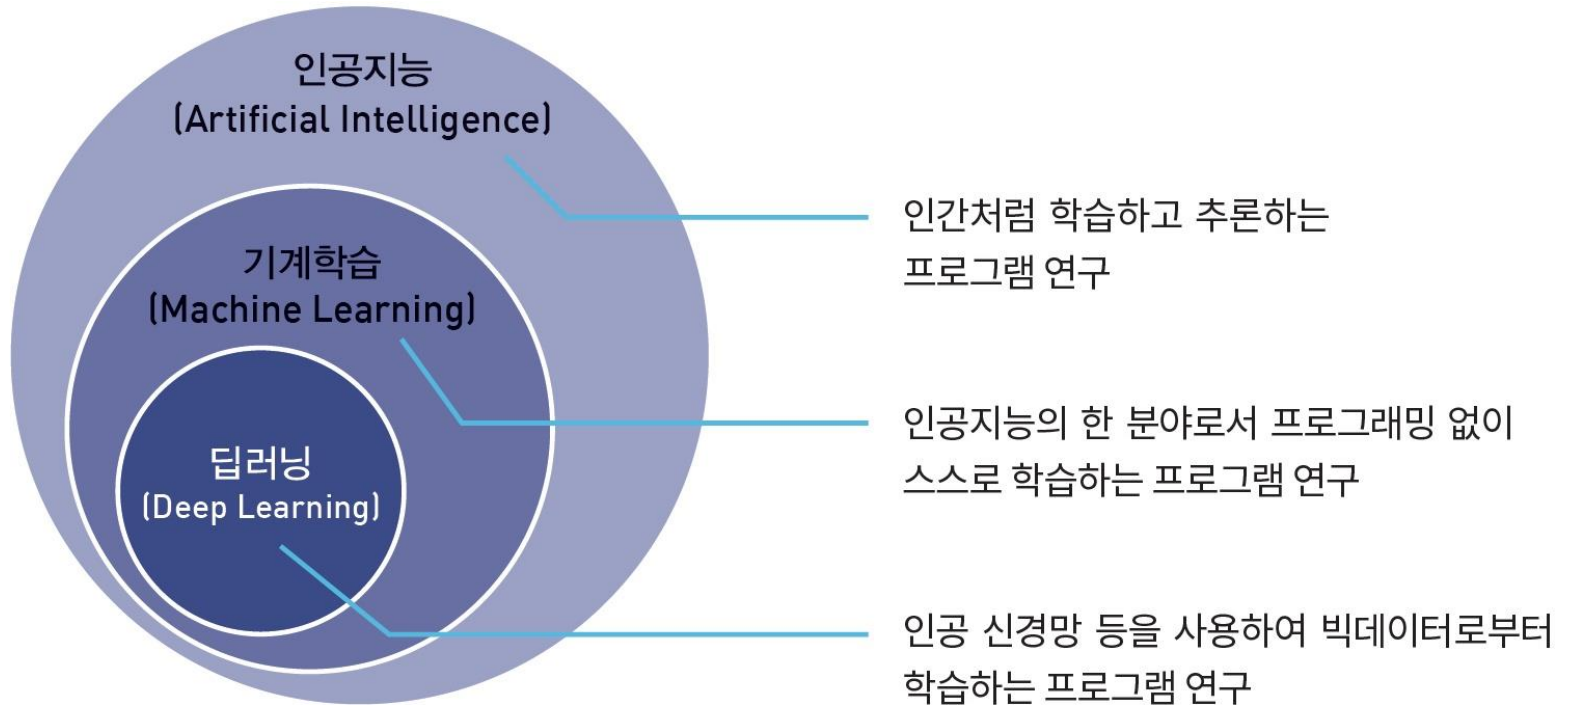 인공지능
(Artificial Intelligence)
인간처럼 학습하고 추론하는
프로그램 연구
기계학습
(Machine Learning)
인공지능의 한 분야로서 프로그래밍 없이
스스로 학습하는 프로그램 연구
딥러닝
(Deep Learning)
인공 신경망 등을 사용하여 빅데이터로부터
학습하는 프로그램 연구